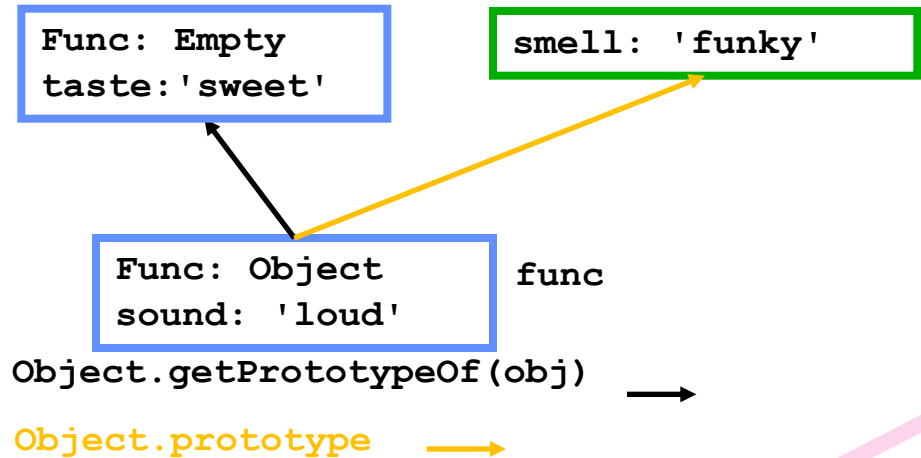 Func: Empty
taste:'sweet'
smell: 'funky'
Func: Object
sound: 'loud'
func
Object.getPrototypeOf(obj)
Object.prototype